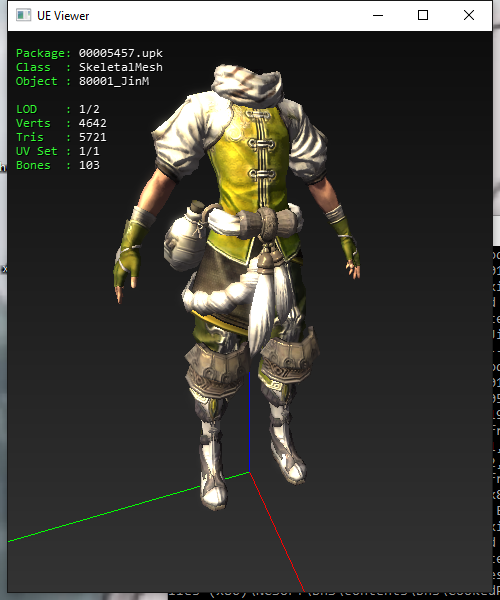 UE Viewer
Package: 00005457.upk
Class : SkeletalMesh
Object : 80001_JinM
LOD : 1/2
Verts : 4642
Tris : 5721
UV Set : 1/1
Bones : 103